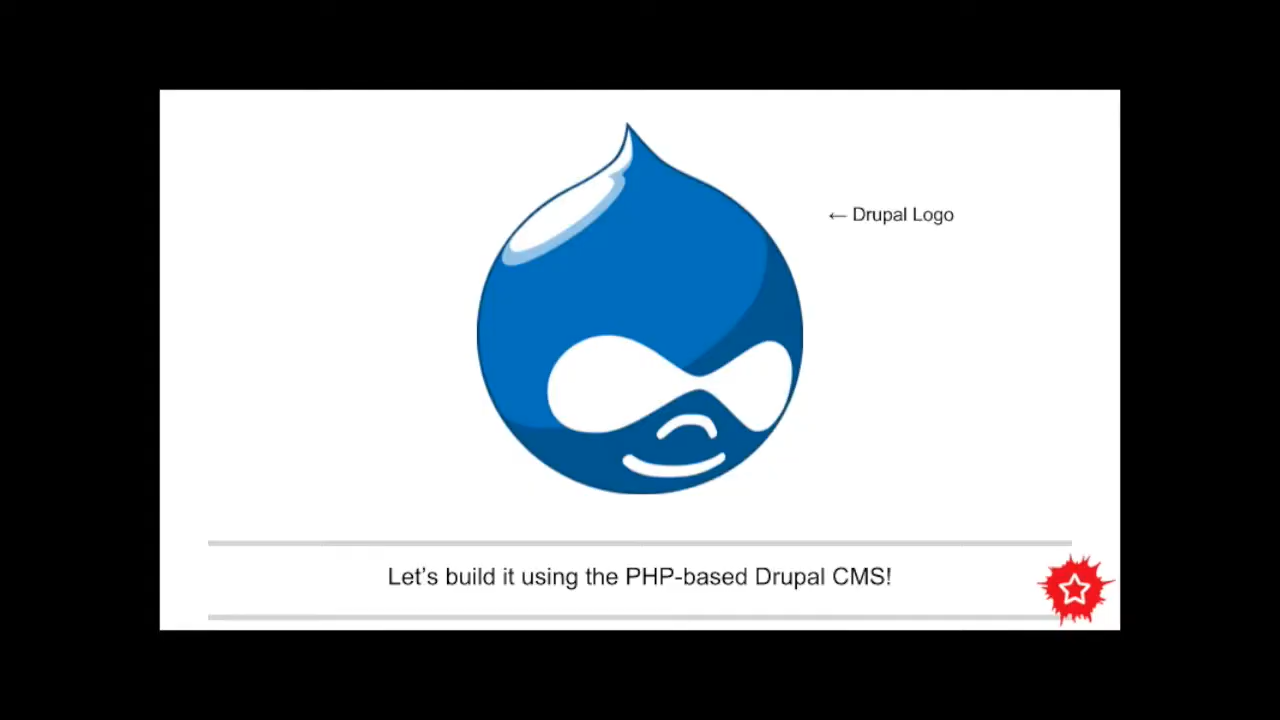 ← Drupal Logo
Let’s build it using the PHP-based Drupal CMS!